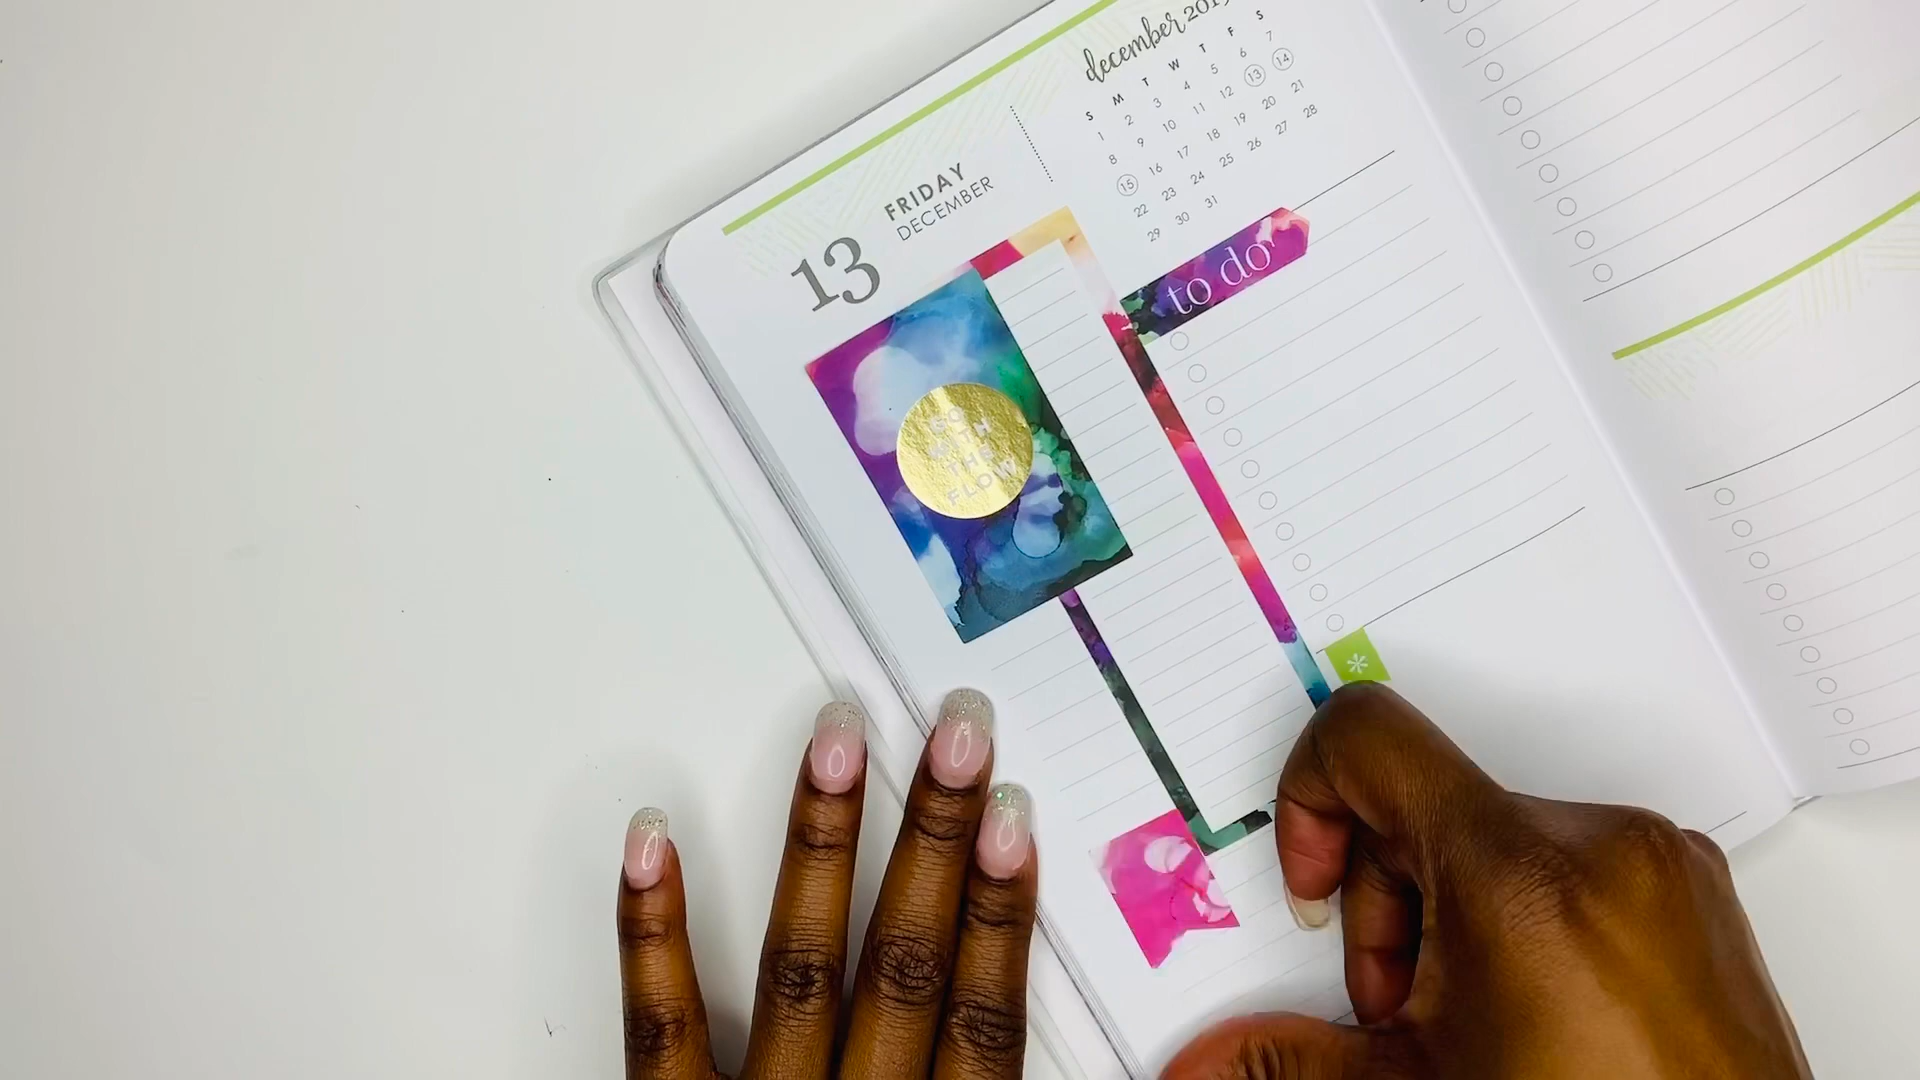 december 2019
S M T W T F S
1 2 3 4 5 6 7
8 9 10 11 12 13 14
15 16 17 18 19 20 21
22 23 24 25 26 27 28
29 30 31
13
FRIDAY
DECEMBER
to do
GO
WITH
THE
FLOW